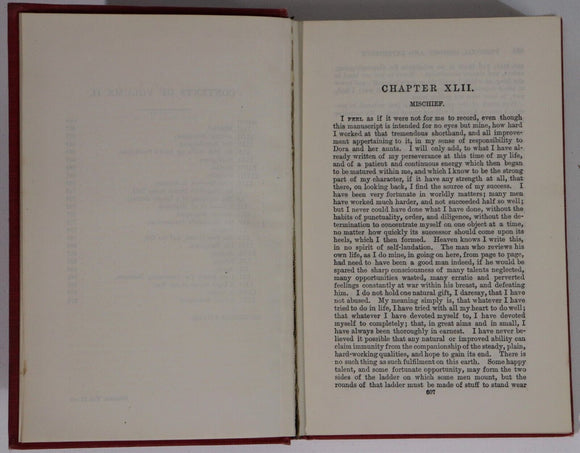 CHAPTER XLII.
MISCHIEF.
I FEEL as if it were not for me to record, even though
this manuscript is intended for no eyes but mine, how hard
I worked at that tremendous shorthand, and all improve-
ment appertaining to it, in my sense of responsibility to
Dora and her aunts. I will only add, to what I have al-
ready written of my perseverance at this time of my life,
and of a patient and continuous energy which then began
to be matured within me, and which I know to be the strong
part of my character, if it have any strength at all, that
there, on looking back, I find the source of my success. I
have been very fortunate in worldly matters; many men
have worked much harder, and not succeeded half so well;
but I never could have done what I have done, without the
habits of punctuality, order, and diligence, without the de-
termination to concentrate myself on one object at a time,
no matter how quickly its successor should come upon its
heels, which I then formed. Heaven knows I write this,
in no spirit of self-laudation. The man who reviews his
own life, as I do mine, in going on here, from page to page,
had need to have been a good man indeed, if he would be
spared the sharp consciousness of many talents neglected,
many opportunities wasted, many erratic and perverted
feelings constantly at war within his breast, and defeating
him. I do not hold one natural gift, I daresay, that I have
not abused. My meaning simply is, that whatever I have
tried to do in life, I have tried with all my heart to do well;
that whatever I have devoted myself to, I have devoted
myself to completely; that, in great aims and in small, I
have always been thoroughly in earnest. I have never be-
lieved it possible that any natural or improved ability can
claim immunity from the companionship of the steady, plain,
hard-working qualities, and hope to gain its end. There is
no such thing as such fulfilment on this earth. Some happy
talent, and some fortunate opportunity, may form the two
sides of the ladder on which some men mount, but the
rounds of that ladder must be made of stuff to stand wear
607
CONTENTS OF VOLUME II.